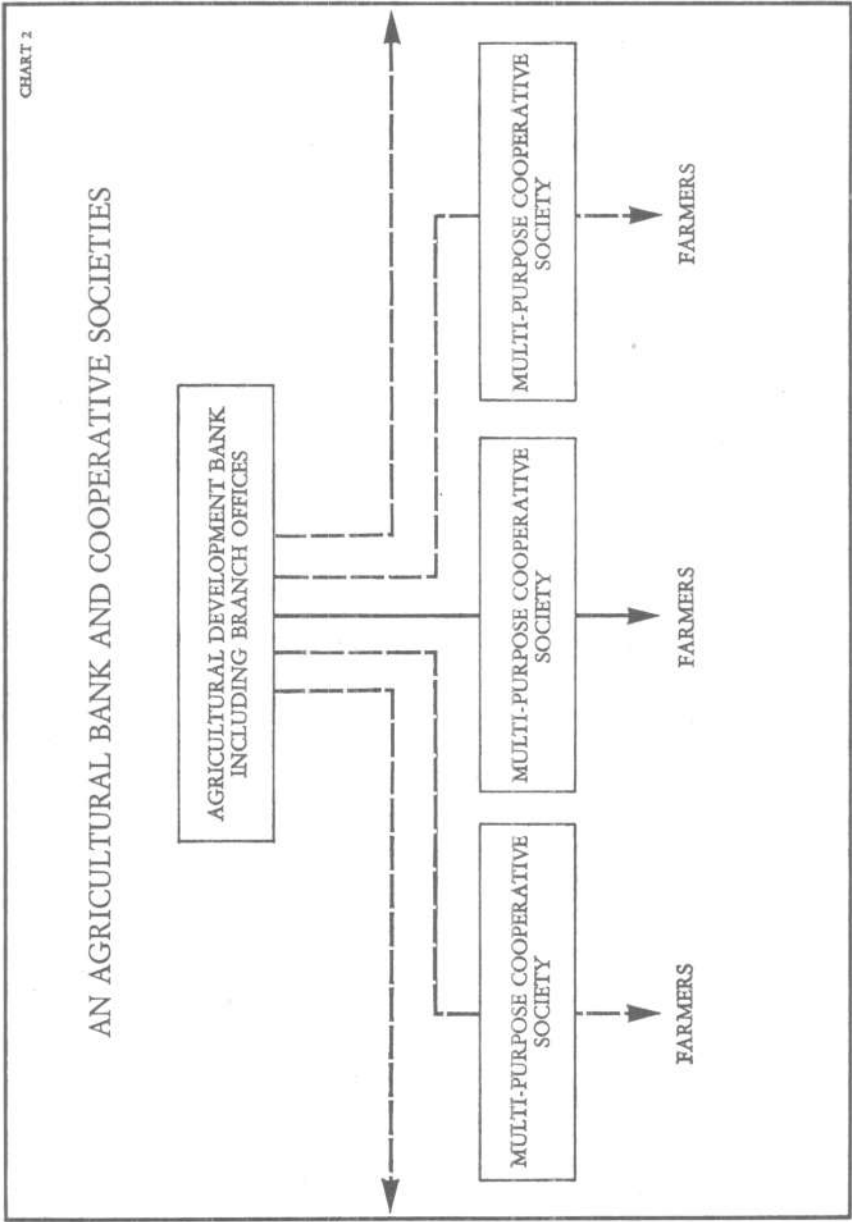 CHART 2
AN AGRICULTURAL BANK AND COOPERATIVE SOCIETIES
AGRICULTURAL DEVELOPMENT BANK
INCLUDING BRANCH OFFICES
MULTI-PURPOSE COOPERATIVE
SOCIETY
MULTI-PURPOSE COOPERATIVE
SOCIETY
MULTI-PURPOSE COOPERATIVE
SOCIETY
FARMERS
FARMERS
FARMERS